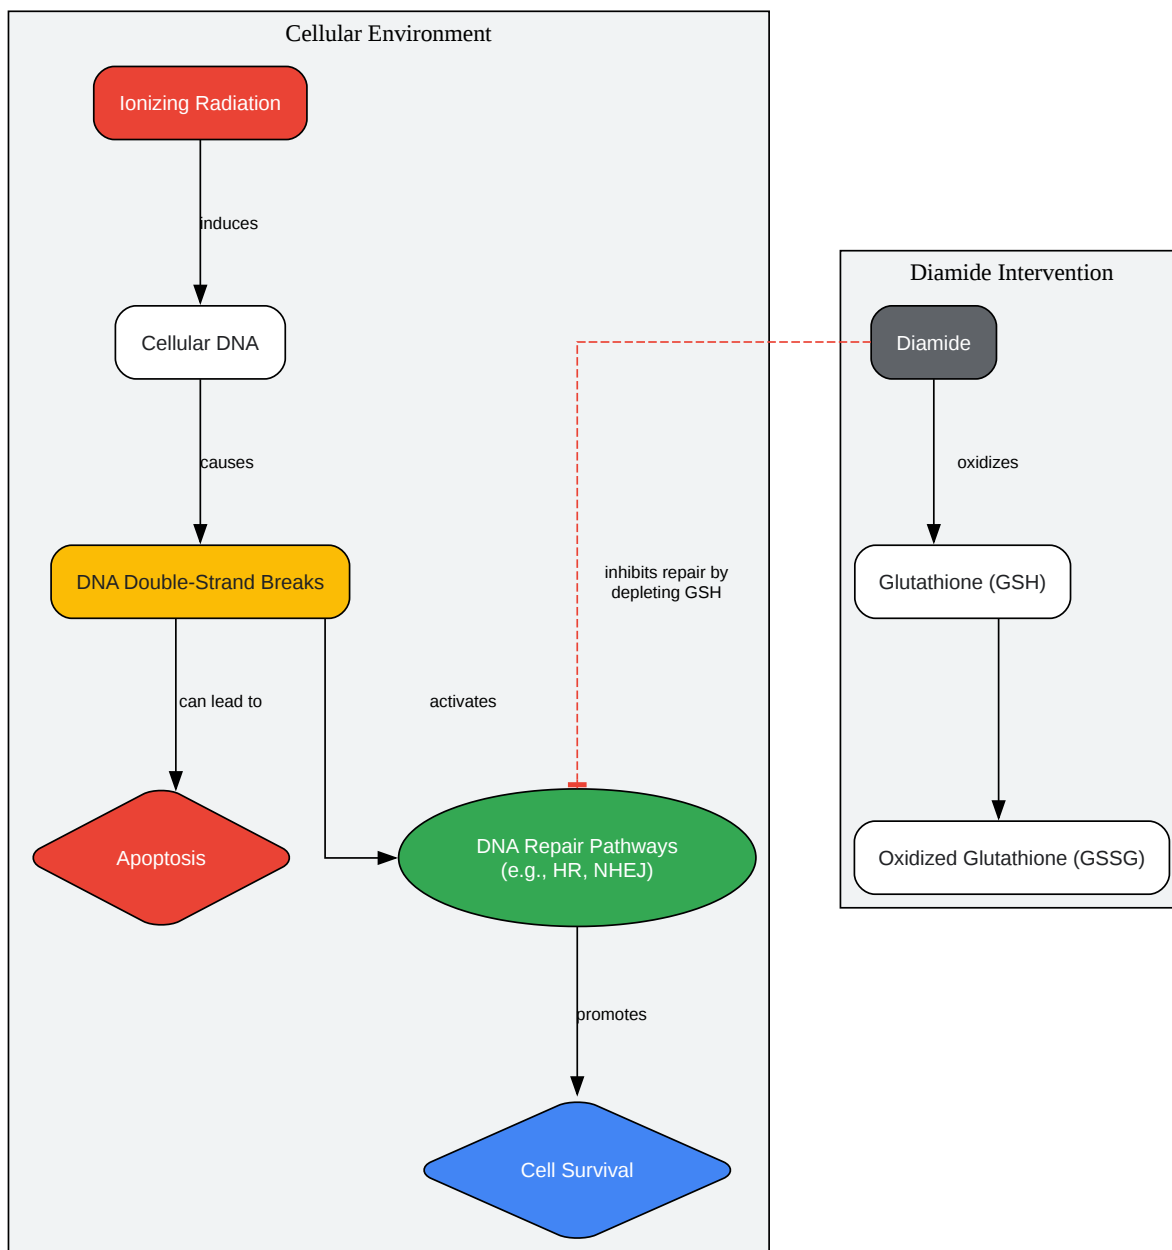 Cellular Environment
Ionizing Radiation
induces
Diamide Intervention
Cellular DNA
Diamide
causes
oxidizes
DNA Double-Strand Breaks
inhibits repair by
depleting GSH
Glutathione (GSH)
can lead to
activates
Apoptosis
DNA Repair Pathways
(e.g., HR, NHEJ)
Oxidized Glutathione (GSSG)
promotes
Cell Survival